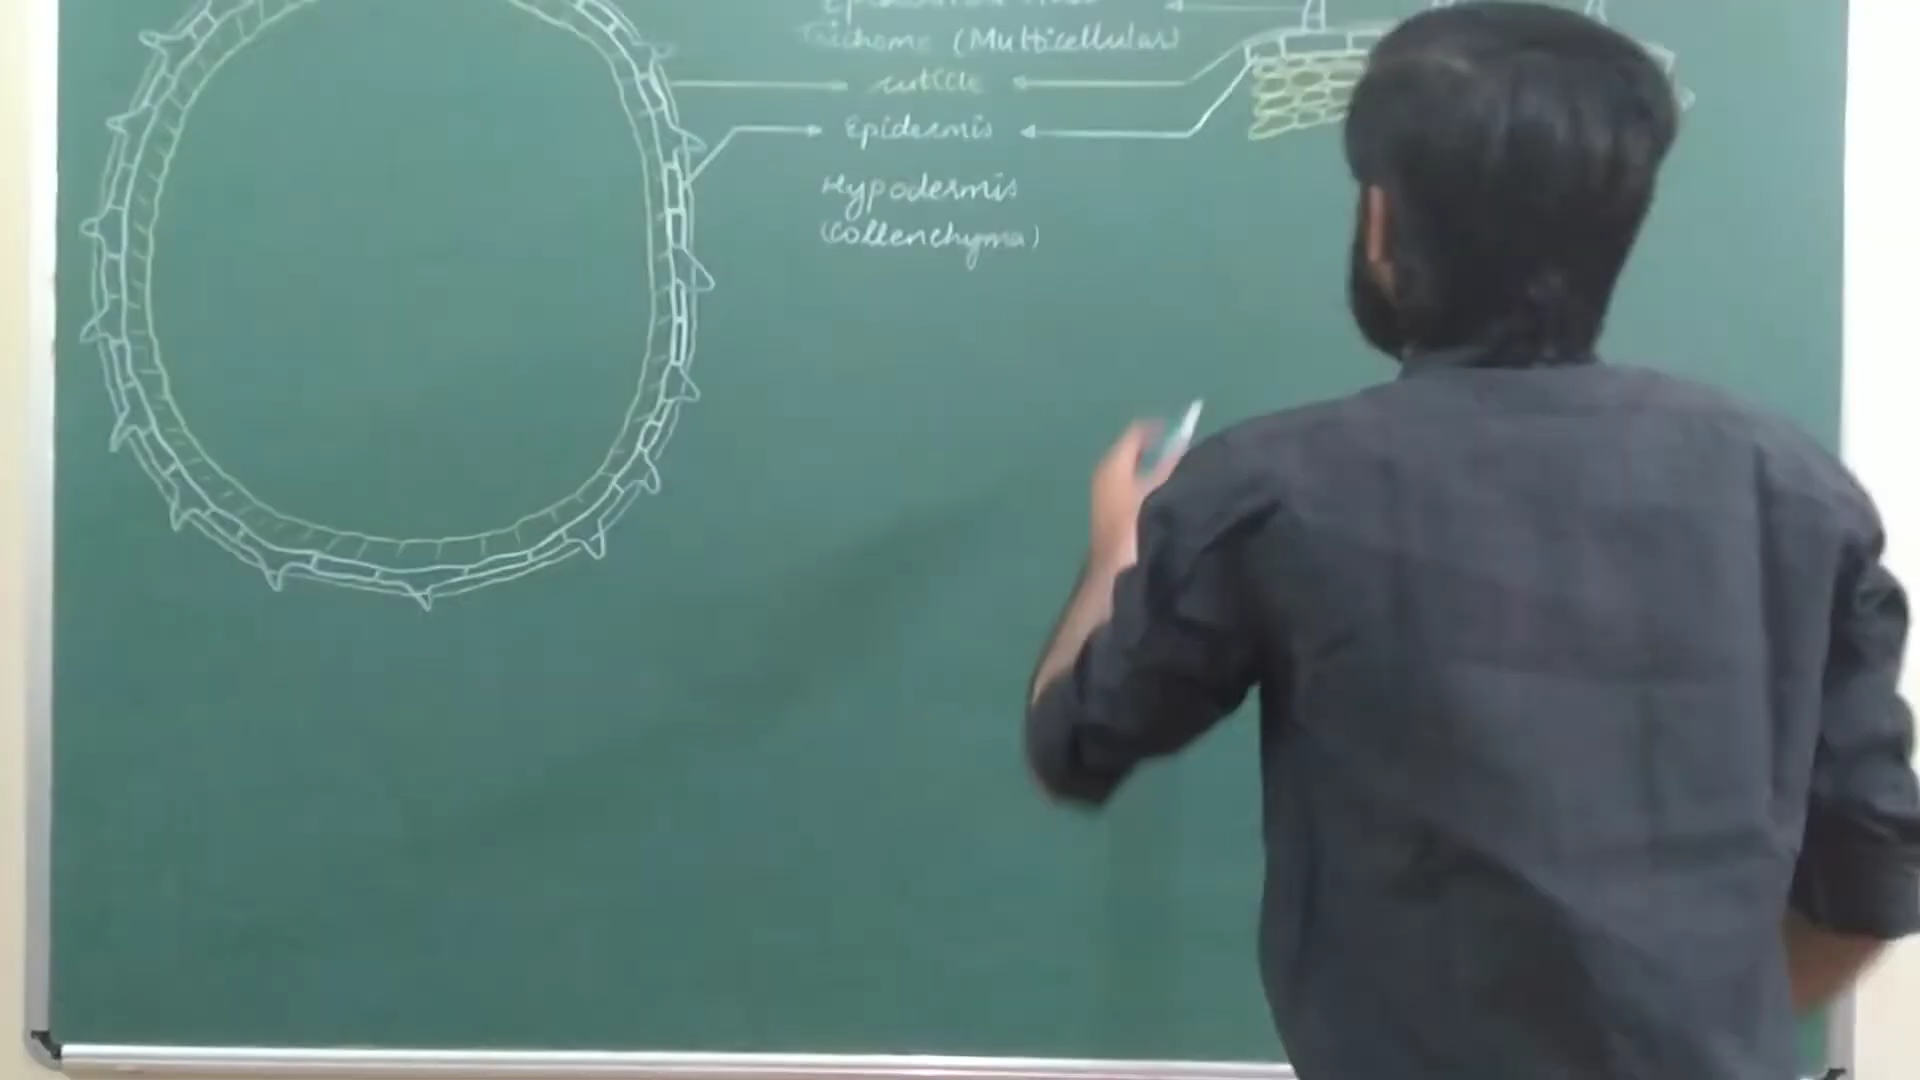 Trichome (Multicellular)
cuticle
Epidermis
Hypodermis
(Collenchyma)